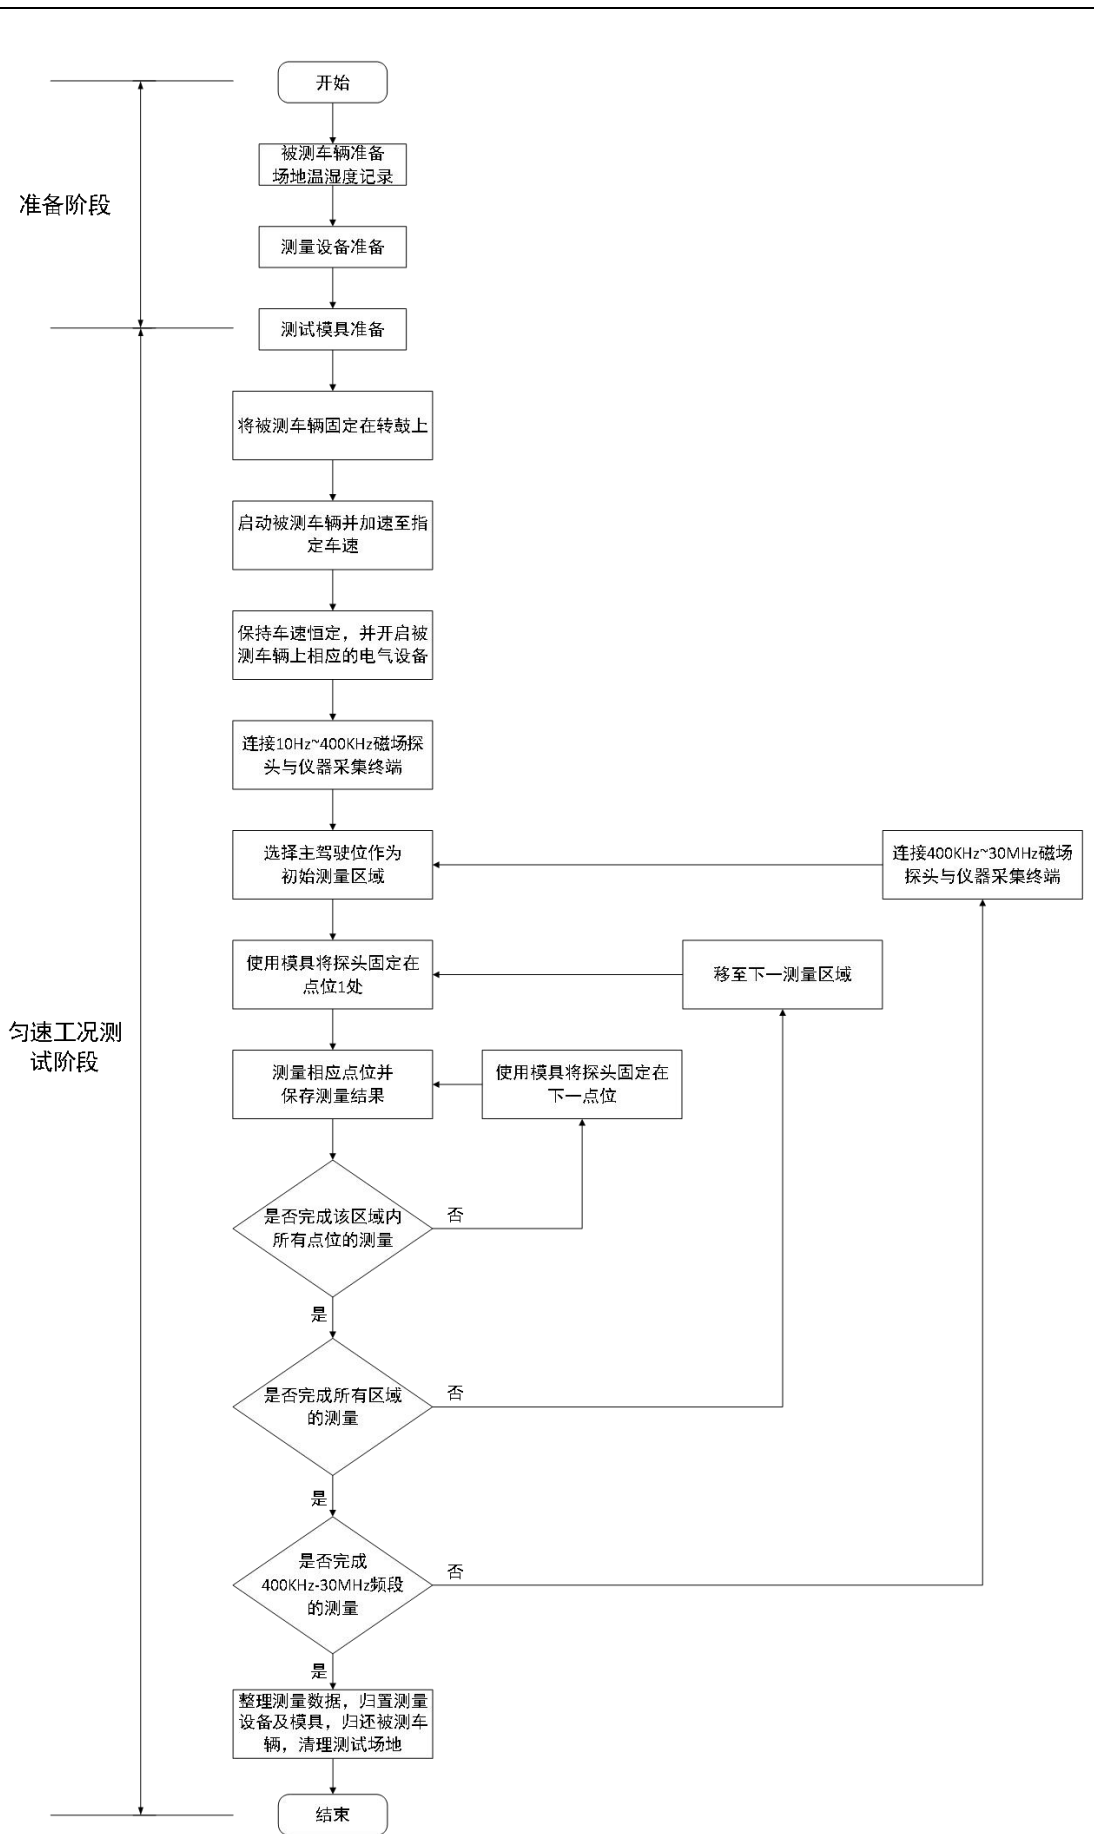 开始
被测车辆准备
场地温湿度记录
准备阶段
测量设备准备
测试模具准备
将被测车辆固定在转鼓上
启动被测车辆并加速至指
定车速
保持车速恒定，并开启被
测车辆上相应的电气设备
连接10Hz~400KHz磁场探
头与仪器采集终端
选择主驾驶位作为
初始测量区域
连接400KHz~30MHz磁场
探头与仪器采集终端
使用模具将探头固定在
点位1处
移至下一测量区域
匀速工况测
试阶段
测量相应点位并
保存测量结果
使用模具将探头固定在
下一点位
是否完成该区域内
所有点位的测量
否
是
是否完成所有区域
的测量
否
是
是否完成
400KHz-30MHz频段
的测量
否
是
整理测量数据，归置测量
设备及模具，归还被测车
辆，清理测试场地
结束